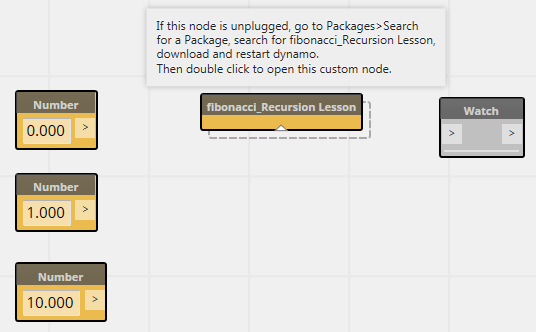 If this node is unplugged, go to Packages>Search
for a Package, search for fibonacci_Recursion Lesson,
download and restart dynamo.
Then double click to open this custom node.
Number
0.000 >
fibonacci_Recursion Lesson
Watch
> >
Number
1.000 >
Number
10.000 >